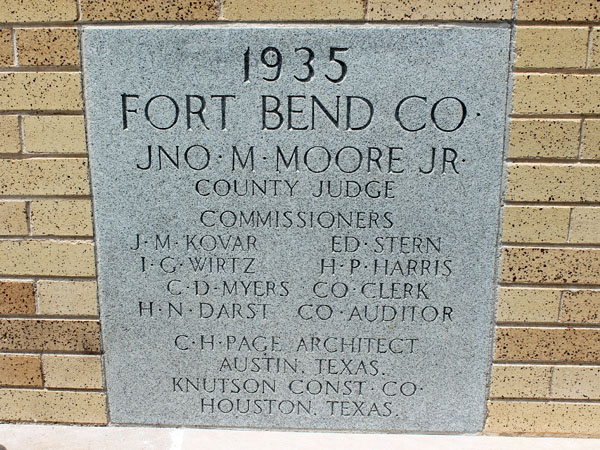 1935
FORT BEND CO·
JNO·M·MOORE JR·
COUNTY JUDGE
COMMISSIONERS
J·M·KOVAR ED·STERN
I·G·WIRTZ H·P·HARRIS
C·D·MYERS CO·CLERK
H·N·DARST CO·AUDITOR
C·H·PAGE ARCHITECT
AUSTIN, TEXAS.
KNUTSON CONST·CO·
HOUSTON, TEXAS.